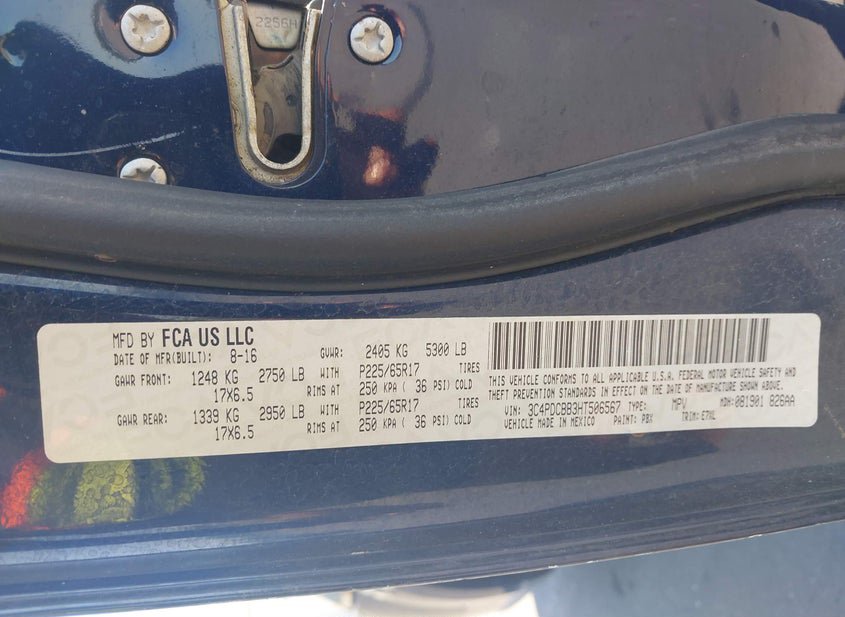 2256H
MFD BY FCA US LLC
DATE OF MFR(BUILT): 8-16 GVWR: 2405 KG 5300 LB
GAWR FRONT: 1248 KG 2750 LB WITH P225/65R17 TIRES
17X6.5 RIMS AT 250 KPA ( 36 PSI) COLD
GAWR REAR: 1339 KG 2950 LB WITH P225/65R17 TIRES
17X6.5 RIMS AT 250 KPA ( 36 PSI) COLD
THIS VEHICLE CONFORMS TO ALL APPLICABLE U.S.A. FEDERAL MOTOR VEHICLE SAFETY AND
THEFT PREVENTION STANDARDS IN EFFECT ON THE DATE OF MANUFACTURE SHOWN ABOVE.
VIN: 3C4PDCBB3HT506567 TYPE: MPV MDH: 081901 826AA
VEHICLE MADE IN MEXICO PAINT: PBX TRIM: E7XL